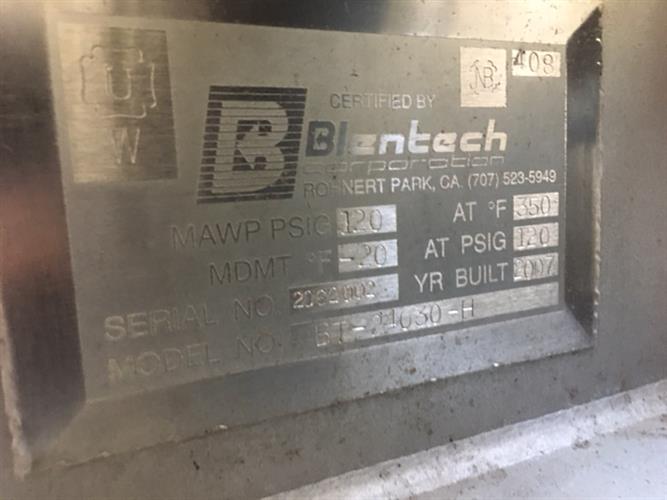 U
W
NB
408
CERTIFIED BY
B Blentech
corporation
ROHNERT PARK, CA. (707) 523-5949
MAWP PSIG 120 AT °F 350
MDMT °F -20 AT PSIG 120
SERIAL NO. YR BUILT 2007
MODEL NO.